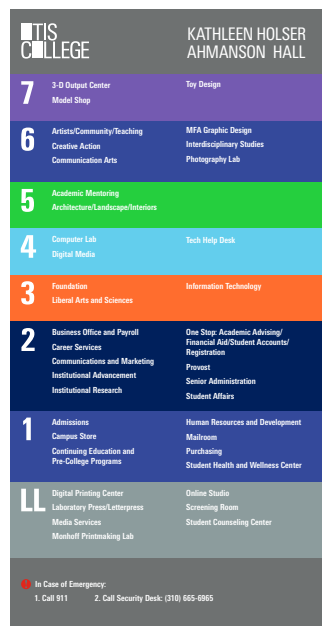 OTIS
COLLEGE
KATHLEEN HOLSER
AHMANSON HALL
7
3-D Output Center
Model Shop
Toy Design
6
Artists/Community/Teaching
Creative Action
Communication Arts
MFA Graphic Design
Interdisciplinary Studies
Photography Lab
5
Academic Mentoring
Architecture/Landscape/Interiors
4
Computer Lab
Digital Media
Tech Help Desk
3
Foundation
Liberal Arts and Sciences
Information Technology
2
Business Office and Payroll
Career Services
Communications and Marketing
Institutional Advancement
Institutional Research
One Stop: Academic Advising/
Financial Aid/Student Accounts/
Registration
Provost
Senior Administration
Student Affairs
1
Admissions
Campus Store
Continuing Education and
Pre-College Programs
Human Resources and Development
Mailroom
Purchasing
Student Health and Wellness Center
LL
Digital Printing Center
Laboratory Press/Letterpress
Media Services
Monhoff Printmaking Lab
Online Studio
Screening Room
Student Counseling Center
In Case of Emergency:
1. Call 911 2. Call Security Desk: (310) 665-6965